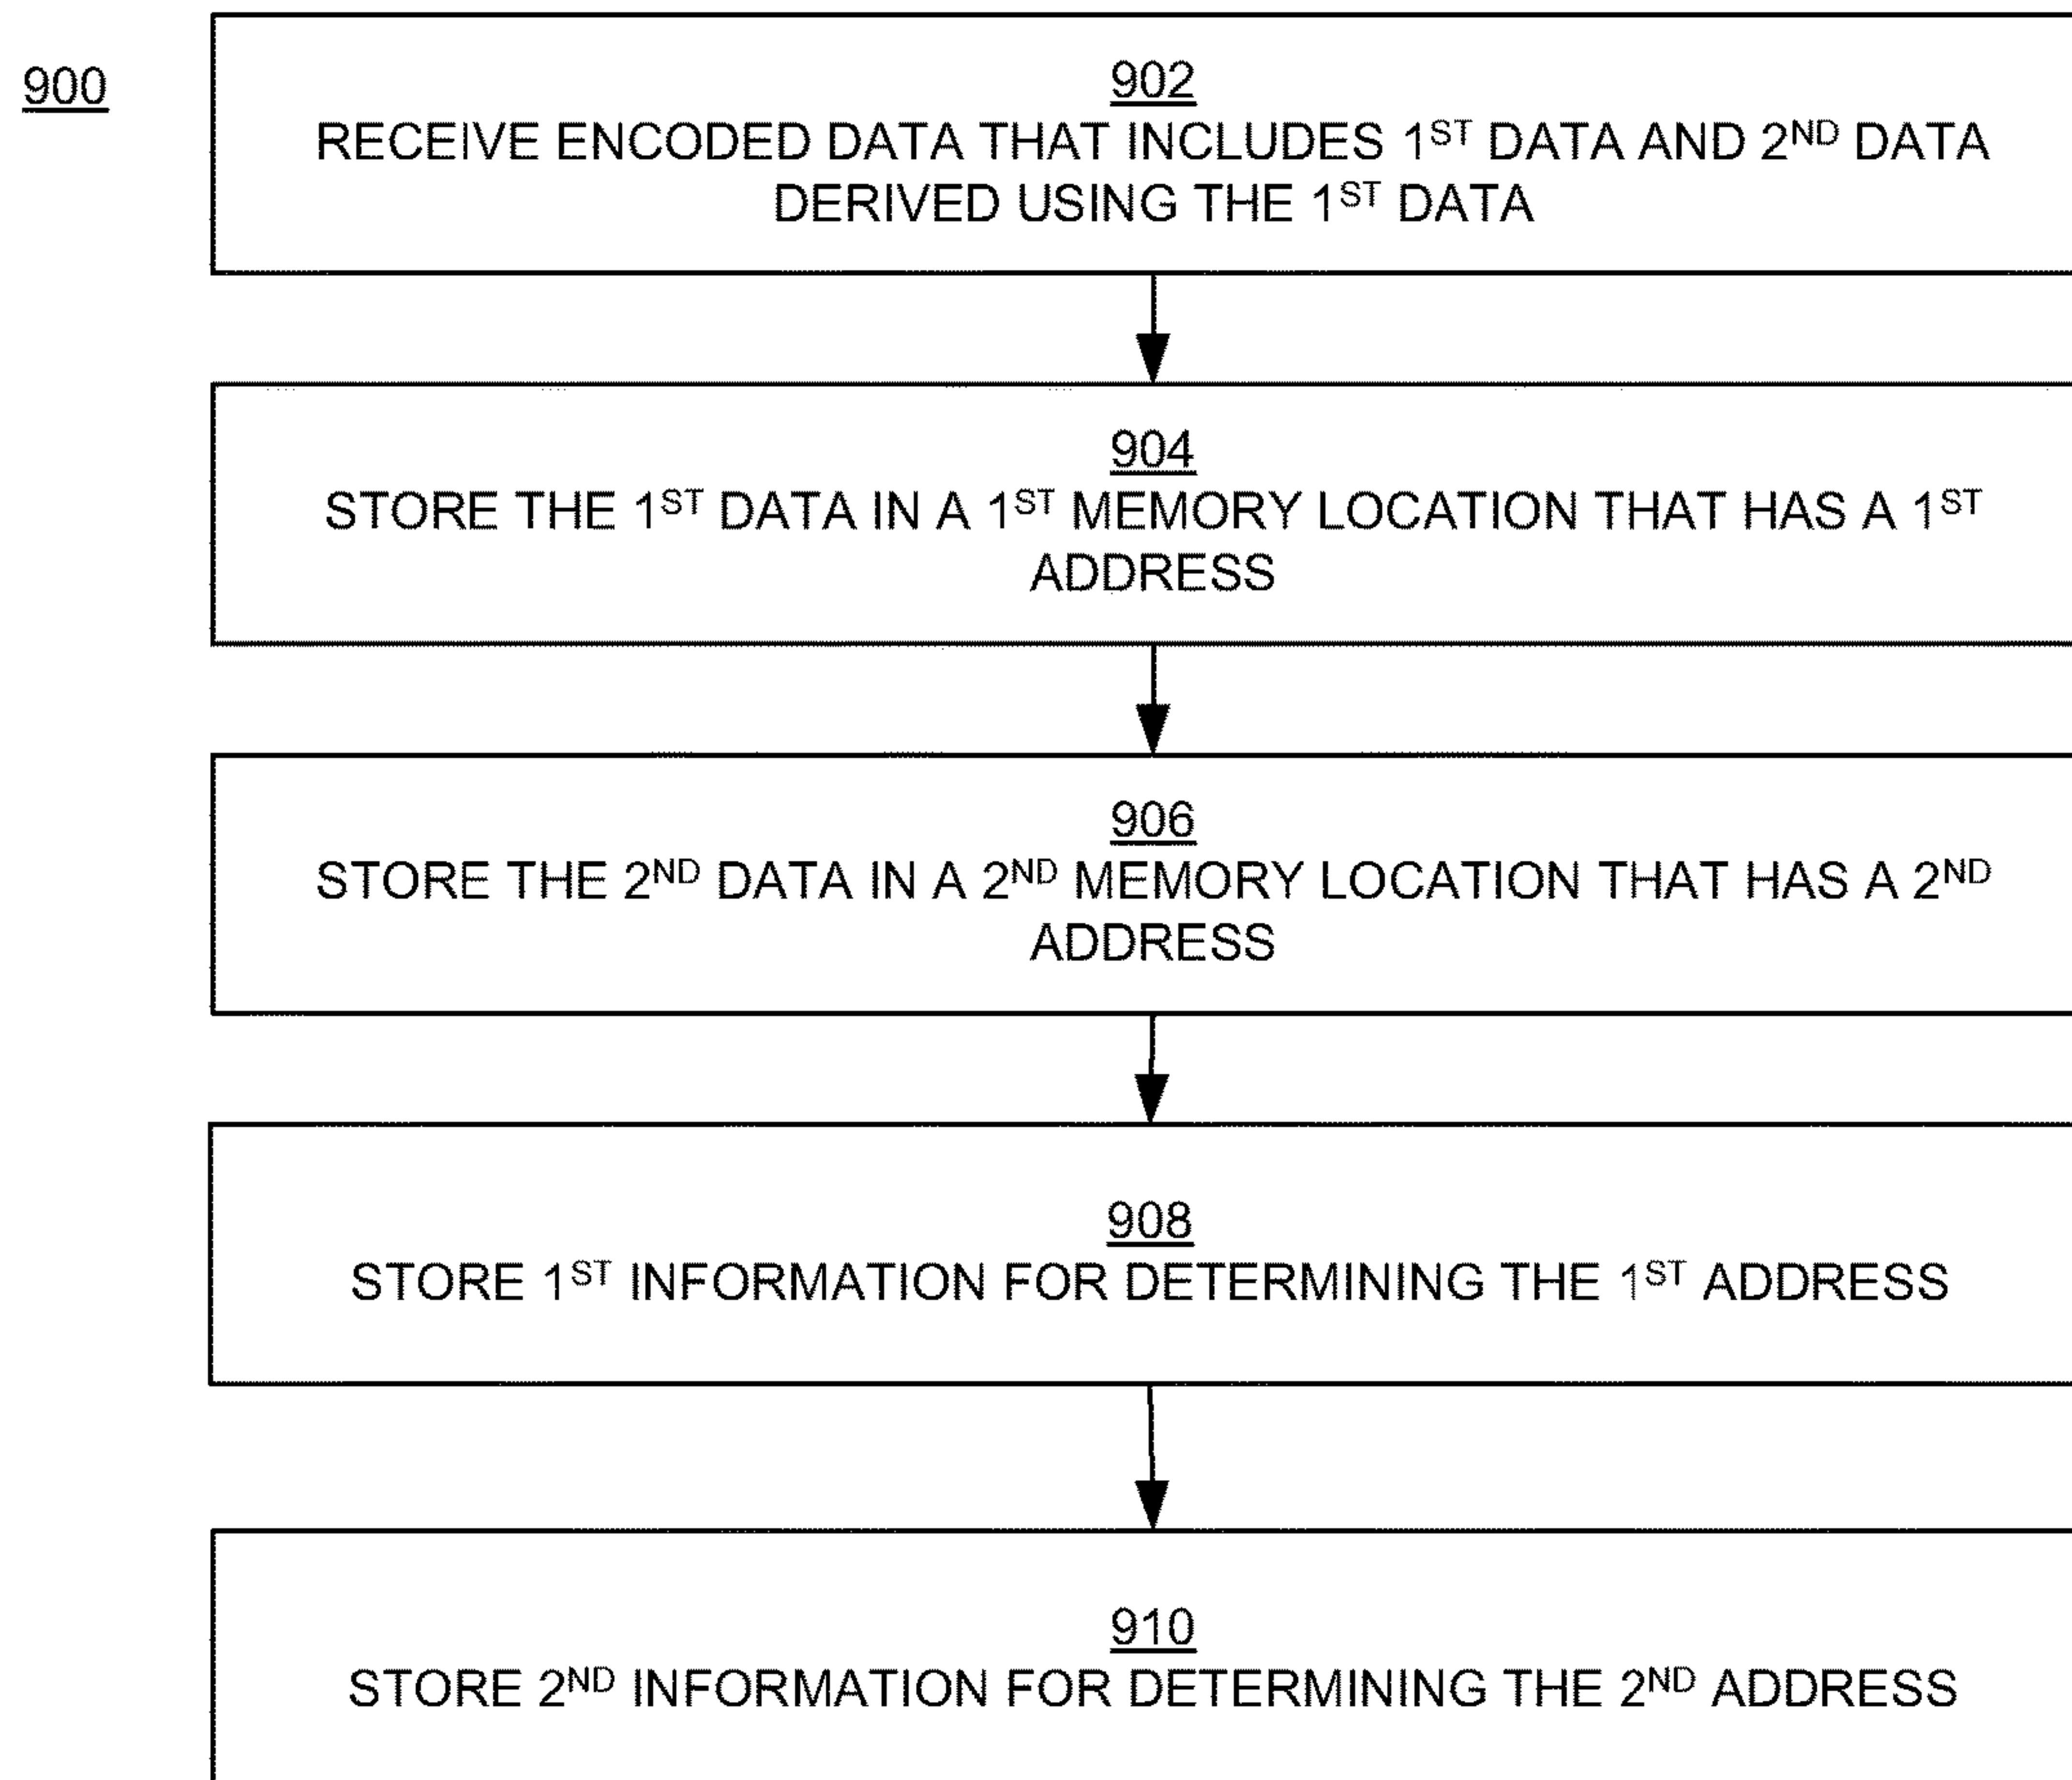 900
902
RECEIVE ENCODED DATA THAT INCLUDES 1ST DATA AND 2ND DATA
DERIVED USING THE 1ST DATA
904
STORE THE 1ST DATA IN A 1ST MEMORY LOCATION THAT HAS A 1ST
ADDRESS
906
STORE THE 2ND DATA IN A 2ND MEMORY LOCATION THAT HAS A 2ND
ADDRESS
908
STORE 1ST INFORMATION FOR DETERMINING THE 1ST ADDRESS
910
STORE 2ND INFORMATION FOR DETERMINING THE 2ND ADDRESS